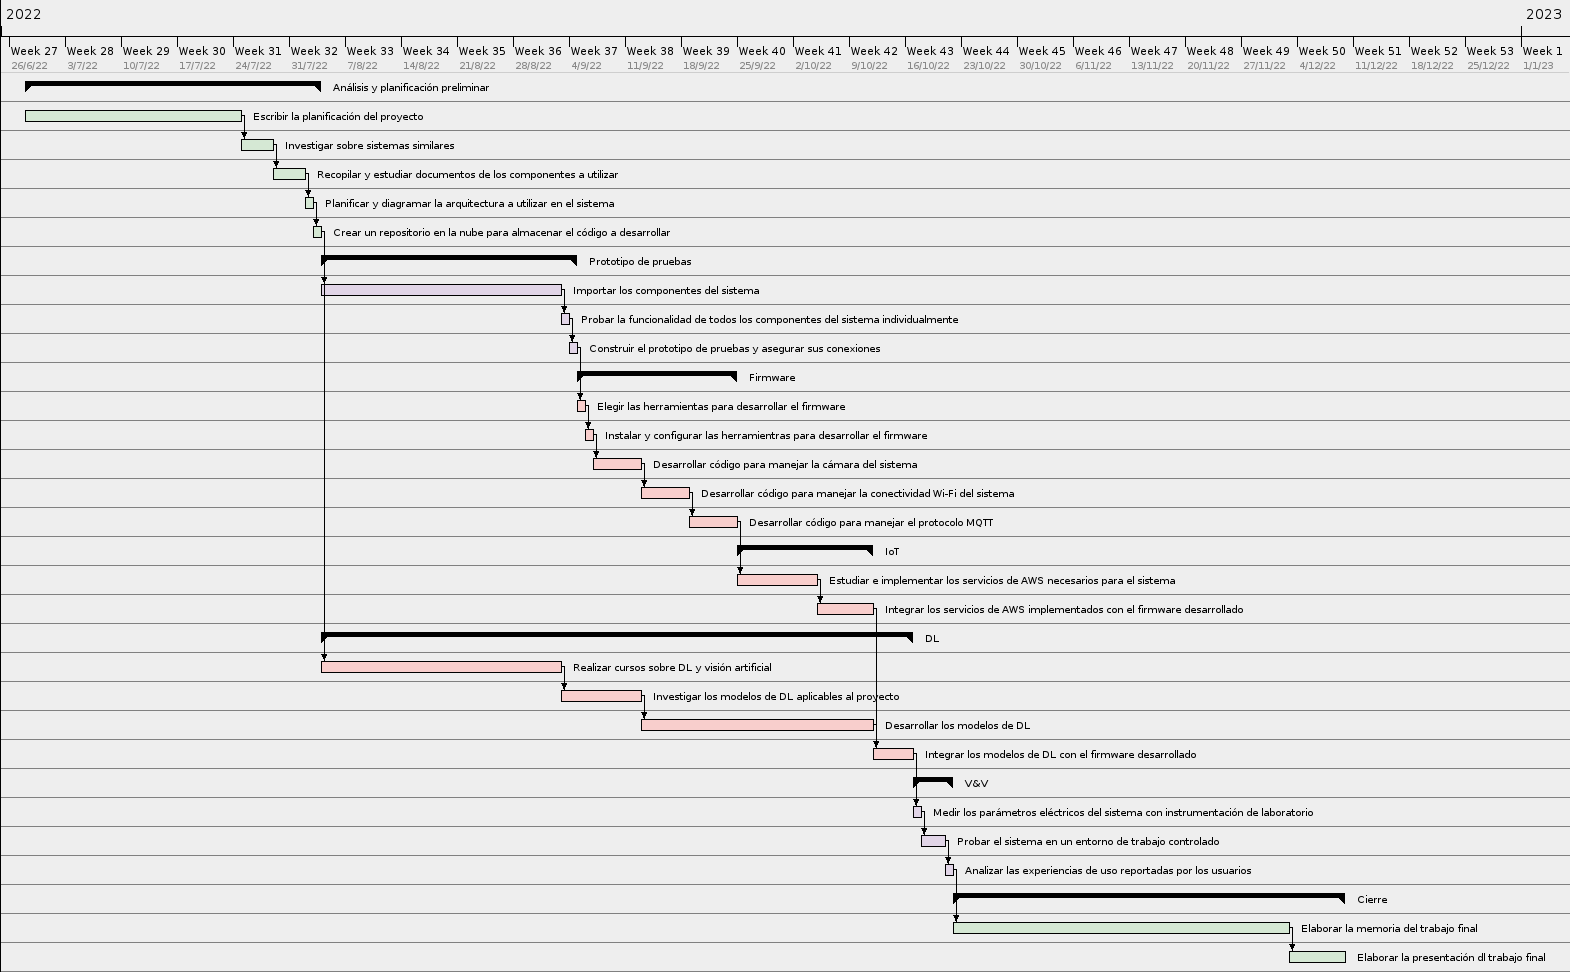 2022 2023
Week 27 Week 28 Week 29 Week 30 Week 31 Week 32 Week 33 Week 34 Week 35 Week 36 Week 37 Week 38 Week 39 Week 40 Week 41 Week 42 Week 43 Week 44 Week 45 Week 46 Week 47 Week 48 Week 49 Week 50 Week 51 Week 52 Week 53 Week 1
26/6/22 3/7/22 10/7/22 17/7/22 24/7/22 31/7/22 7/8/22 14/8/22 21/8/22 28/8/22 4/9/22 11/9/22 18/9/22 25/9/22 2/10/22 9/10/22 16/10/22 23/10/22 30/10/22 6/11/22 13/11/22 20/11/22 27/11/22 4/12/22 11/12/22 18/12/22 25/12/22 1/1/23
Análisis y planificación preliminar
Escribir la planificación del proyecto
Investigar sobre sistemas similares
Recopilar y estudiar documentos de los componentes a utilizar
Planificar y diagramar la arquitectura a utilizar en el sistema
Crear un repositorio en la nube para almacenar el código a desarrollar
Prototipo de pruebas
Importar los componentes del sistema
Probar la funcionalidad de todos los componentes del sistema individualmente
Construir el prototipo de pruebas y asegurar sus conexiones
Firmware
Elegir las herramientas para desarrollar el firmware
Instalar y configurar las herramientras para desarrollar el firmware
Desarrollar código para manejar la cámara del sistema
Desarrollar código para manejar la conectividad Wi-Fi del sistema
Desarrollar código para manejar el protocolo MQTT
IoT
Estudiar e implementar los servicios de AWS necesarios para el sistema
Integrar los servicios de AWS implementados con el firmware desarrollado
DL
Realizar cursos sobre DL y visión artificial
Investigar los modelos de DL aplicables al proyecto
Desarrollar los modelos de DL
Integrar los modelos de DL con el firmware desarrollado
V&V
Medir los parámetros eléctricos del sistema con instrumentación de laboratorio
Probar el sistema en un entorno de trabajo controlado
Analizar las experiencias de uso reportadas por los usuarios
Cierre
Elaborar la memoria del trabajo final
Elaborar la presentación dl trabajo final